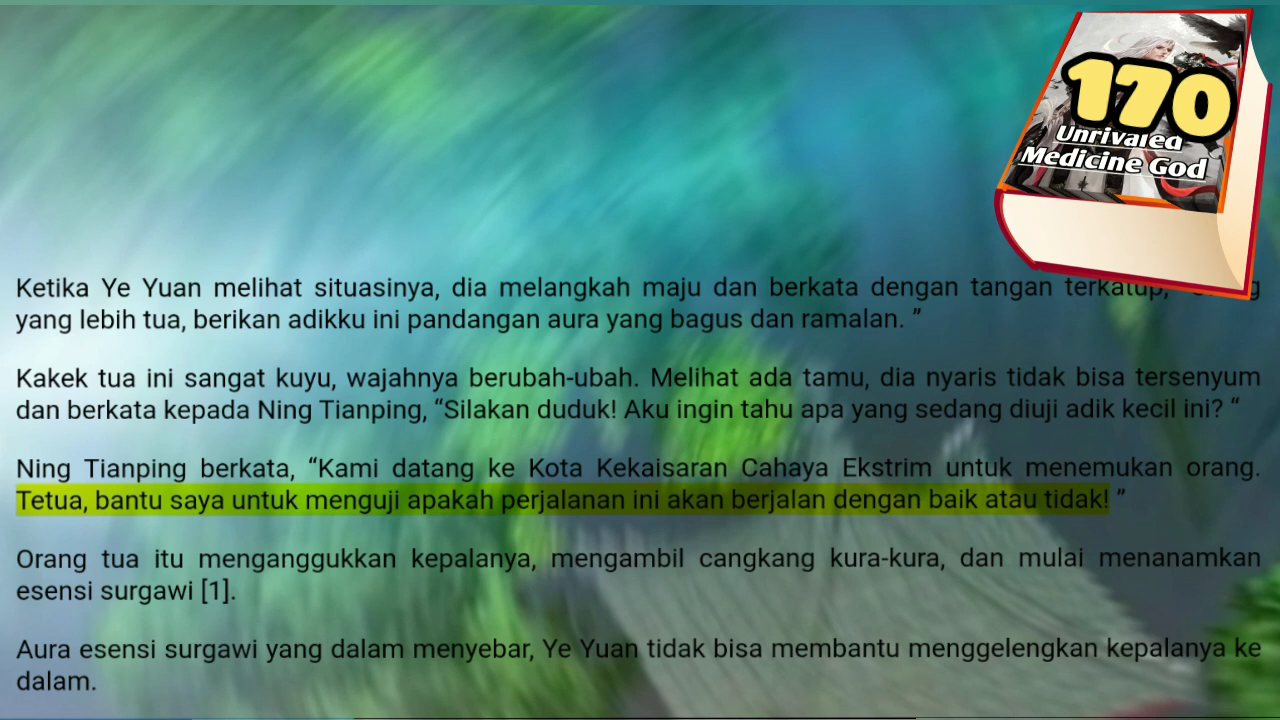 170
Unrivaled
Medicine God
Ketika Ye Yuan melihat situasinya, dia melangkah maju dan berkata dengan tangan terkatup,
yang lebih tua, berikan adikku ini pandangan aura yang bagus dan ramalan. ”
Kakek tua ini sangat kuyu, wajahnya berubah-ubah. Melihat ada tamu, dia nyaris tidak bisa tersenyum
dan berkata kepada Ning Tianping, “Silakan duduk! Aku ingin tahu apa yang sedang diuji adik kecil ini? “
Ning Tianping berkata, “Kami datang ke Kota Kekaisaran Cahaya Ekstrim untuk menemukan orang.
Tetua, bantu saya untuk menguji apakah perjalanan ini akan berjalan dengan baik atau tidak! ”
Orang tua itu menganggukkan kepalanya, mengambil cangkang kura-kura, dan mulai menanamkan
esensi surgawi [1].
Aura esensi surgawi yang dalam menyebar, Ye Yuan tidak bisa membantu menggelengkan kepalanya ke
dalam.